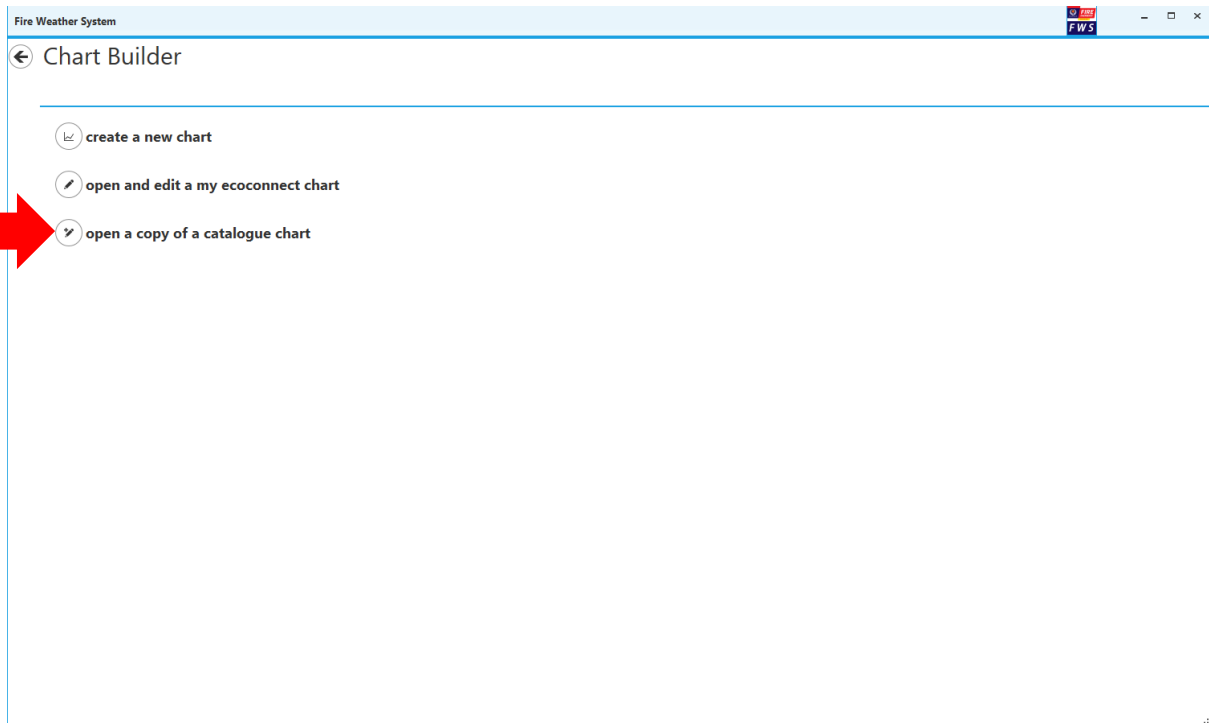 Fire Weather System
FIRE
FWS
Chart Builder
create a new chart
open and edit a my ecoconnect chart
open a copy of a catalogue chart